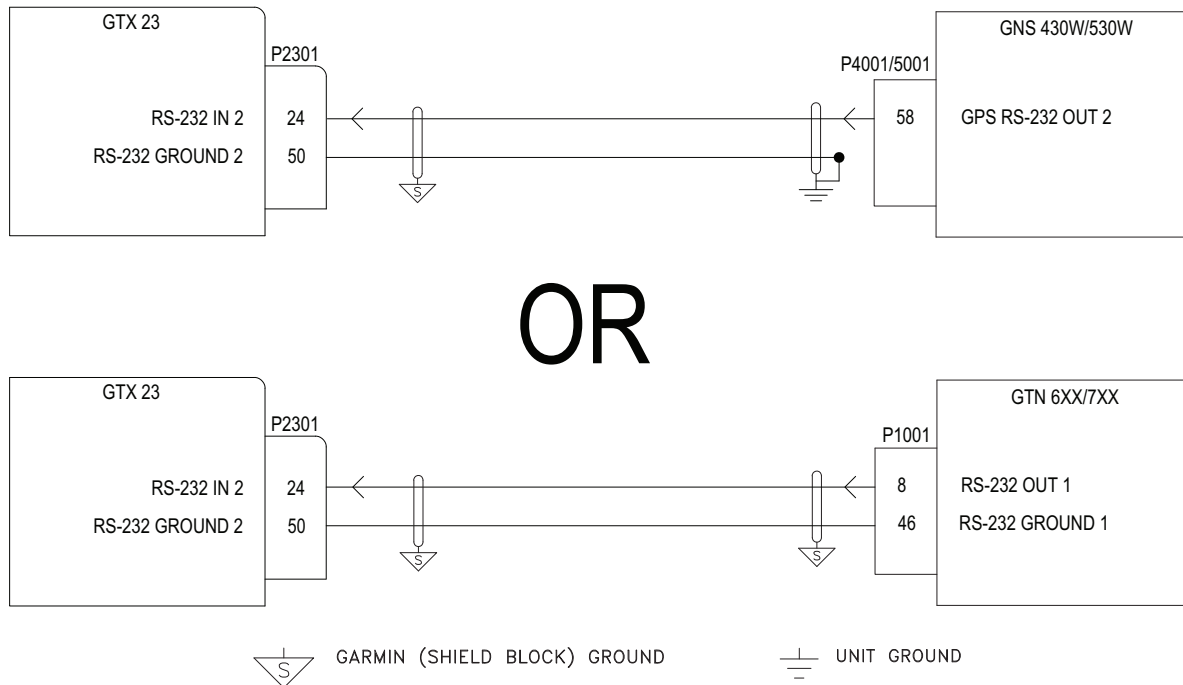 GTX 23
GNS 430W/530W
P2301
P4001/5001
RS-232 IN 2
24
58
GPS RS-232 OUT 2
RS-232 GROUND 2
50
S
OR
GTX 23
GTN 6XX/7XX
P2301
P1001
RS-232 IN 2
24
8
RS-232 OUT 1
RS-232 GROUND 2
50
46
RS-232 GROUND 1
S
S
S
GARMIN (SHIELD BLOCK) GROUND
UNIT GROUND